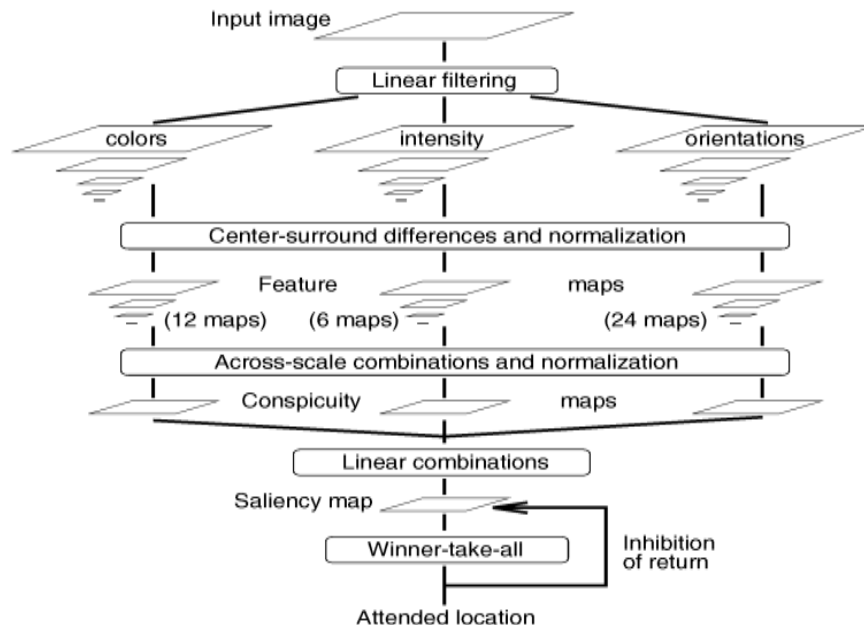 Input image
Linear filtering
colors
intensity
orientations
Center-surround differences and normalization
Feature maps
(12 maps)
(6 maps)
(24 maps)
Across-scale combinations and normalization
Conspicuity maps
Linear combinations
Saliency map
Winner-take-all
Inhibition
of return
Attended location